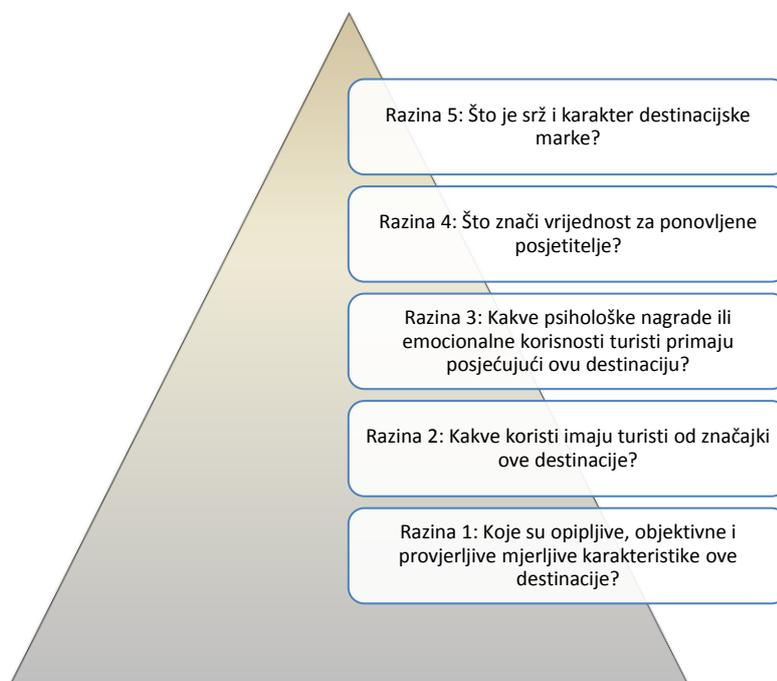 Razina 5: Što je srž i karakter destinacijske
marke?
Razina 4: Što znači vrijednost za ponovljene
posjetitelje?
Razina 3: Kakve psihološke nagrade ili
emocionalne korisnosti turisti primaju
posjećujući ovu destinaciju?
Razina 2: Kakve koristi imaju turisti od značajki
ove destinacije?
Razina 1: Koje su opipljive, objektivne i
provjerljive mjerljive karakteristike ove
destinacije?